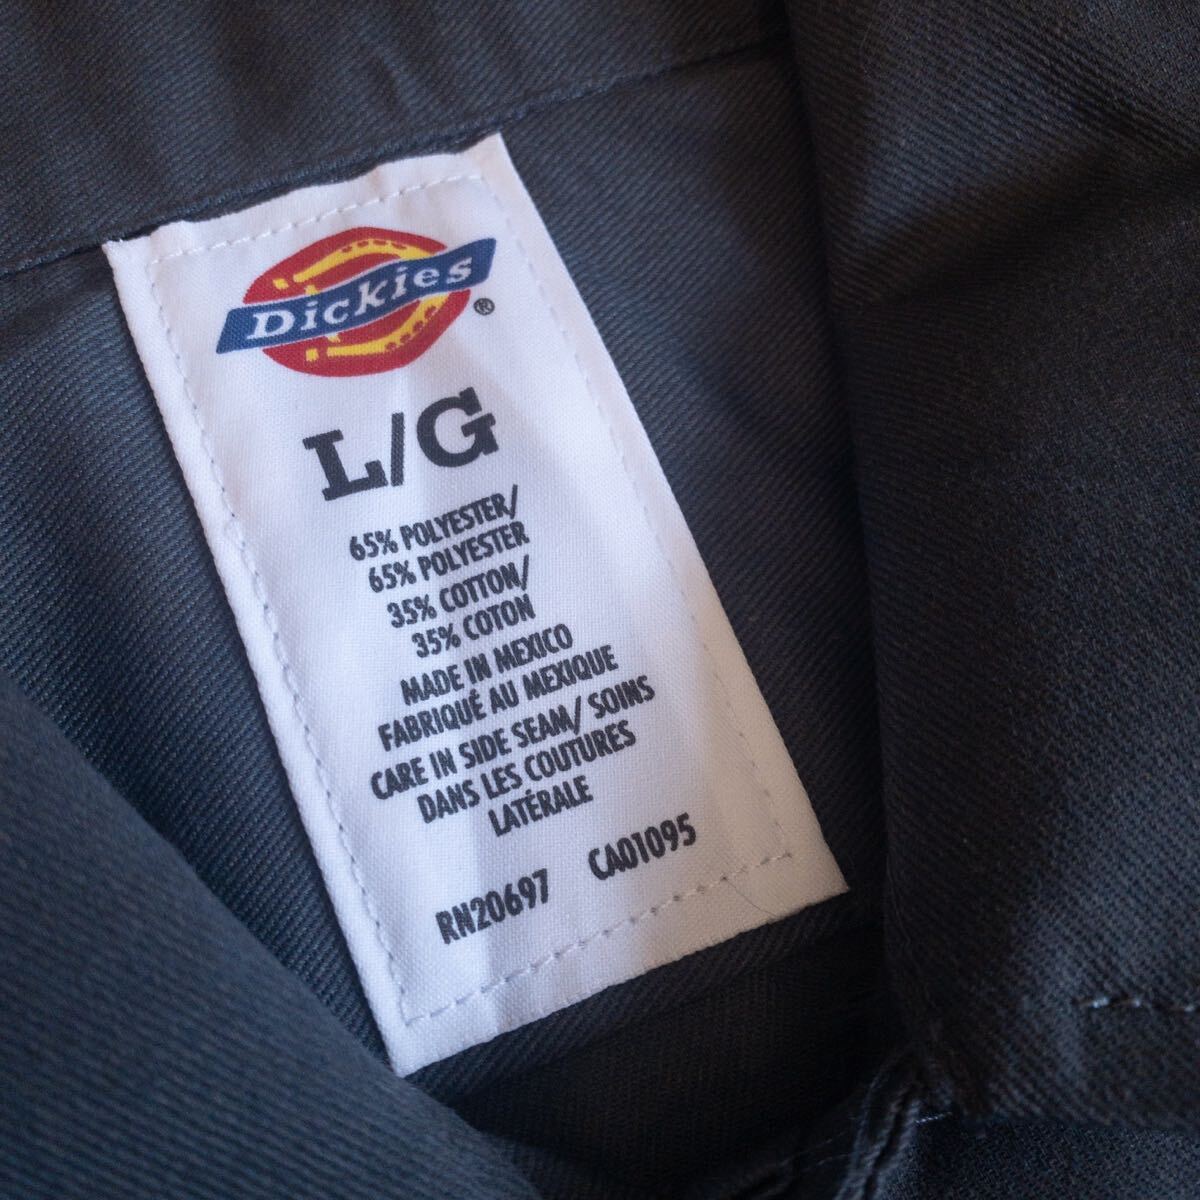 Dickies®
L/G
65% POLYESTER/
65% POLYESTER
35% COTTON/
35% COTON
MADE IN MEXICO
FABRIQUÉ AU MEXIQUE
CARE IN SIDE SEAM/ SOINS
DANS LES COUTURES
LATÉRALE
RN20697 CA01095